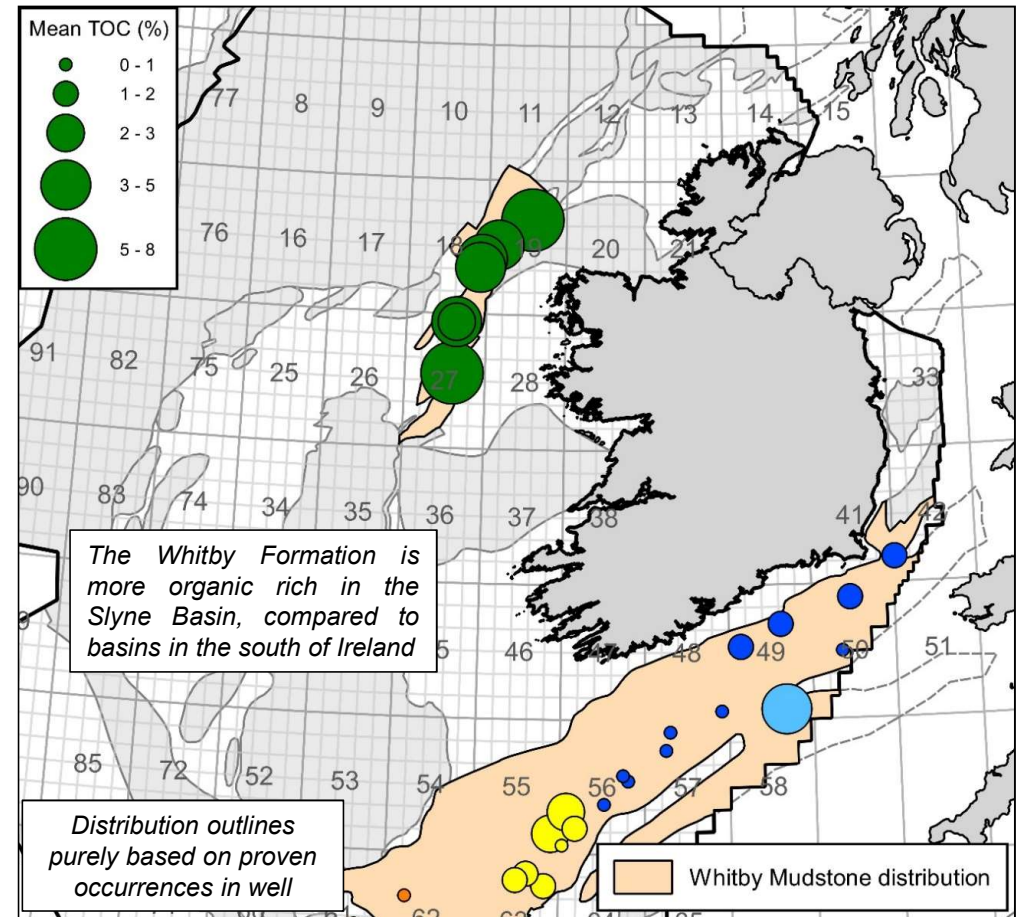 Mean TOC (%)
0 - 1
1 - 2
2 - 3
3 - 5
5 - 8
77 8 9 10 11 12 13 14 15
76 16 17 18 19 20 21
91 82 75 25 26 27 28 33
90 83 74 34 35 36 37 38 41 42
The Whitby Formation is
more organic rich in the
Slyne Basin, compared to
basins in the south of Ireland
46 48 49 50 51
85 72 52 53 54 55 56 57 58
Distribution outlines
purely based on proven
occurrences in well
Whitby Mudstone distribution